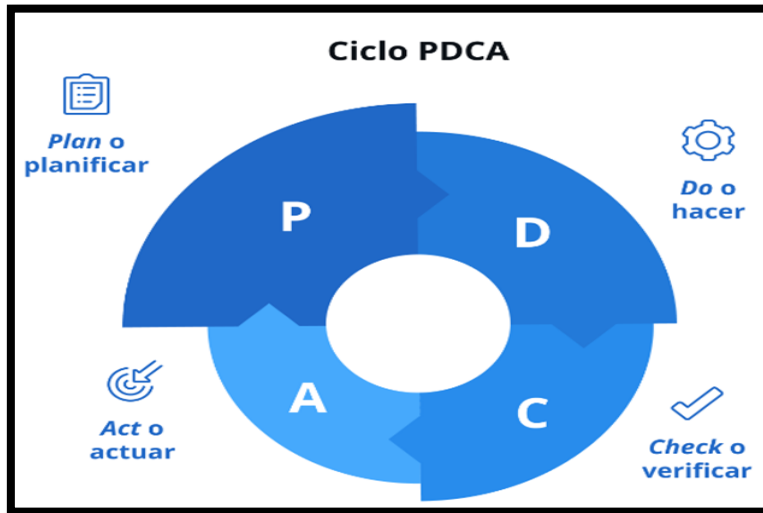 Ciclo PDCA
Plan o
planificar
Do o
hacer
P
D
A
C
Act o
actuar
Check o
verificar